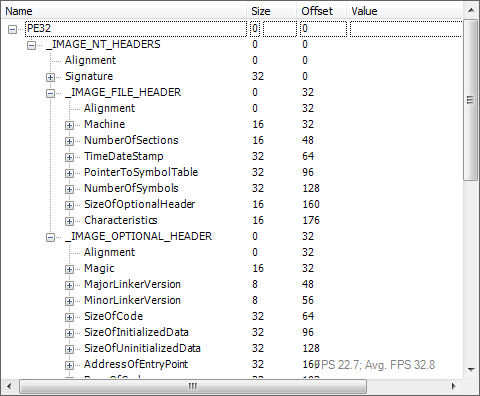 Name Size Offset Value
PE32 0 0
_IMAGE_NT_HEADERS 0 0
Alignment 0 0
Signature 32 0
_IMAGE_FILE_HEADER 0 32
Alignment 0 32
Machine 16 32
NumberOfSections 16 48
TimeDateStamp 32 64
PointerToSymbolTable 32 96
NumberOfSymbols 32 128
SizeOfOptionalHeader 16 160
Characteristics 16 176
_IMAGE_OPTIONAL_HEADER 0 32
Alignment 0 32
Magic 16 32
MajorLinkerVersion 8 48
MinorLinkerVersion 8 56
SizeOfCode 32 64
SizeOfInitializedData 32 96
SizeOfUninitializedData 32 128
AddressOfEntryPoint 32 160
FPS 22.7; Avg. FPS 32.8